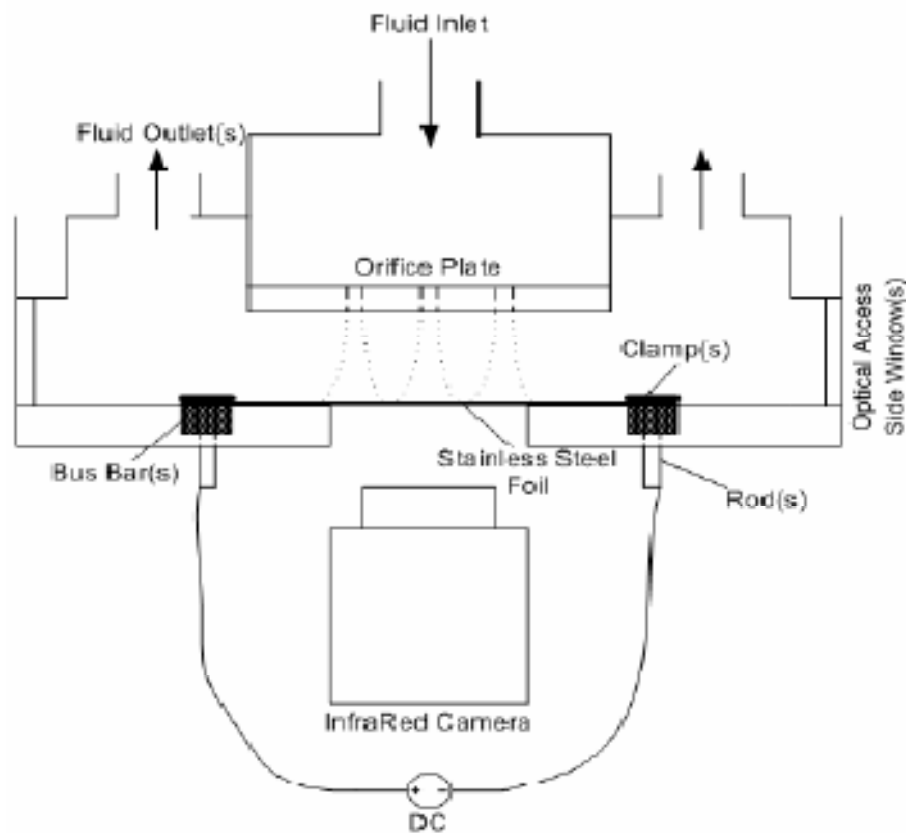 Fluid Inlet
Fluid Outlet(s)
Orifice Plate
Clamp(s)
Optical Access
Side Window(s)
Bus Bar(s)
Stainless Steel
Foil
Rod(s)
InfraRed Camera
+ -
DC